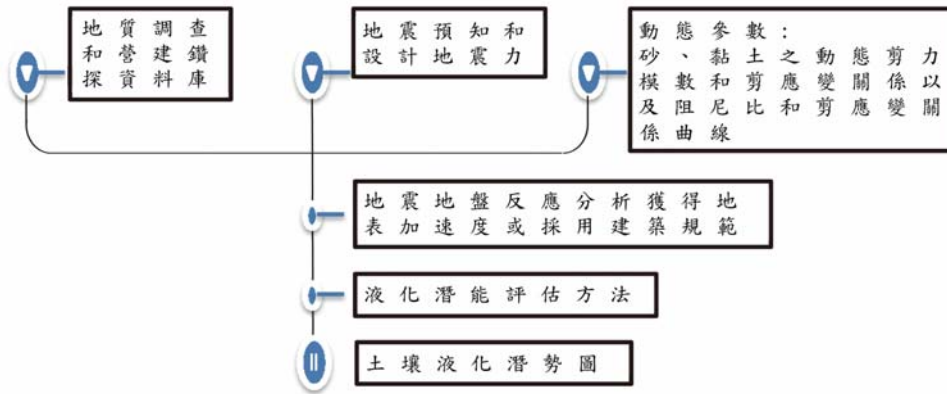 地質調查
和營建鑽
探資料庫
地震預知和
設計地震力
動態參數:
砂、黏土之動態剪力
模數和剪應變關係以
及阻尼比和剪應變關
係曲線
地震地盤反應分析獲得地
表加速度或採用建築規範
液化潛能評估方法
土壤液化潛勢圖